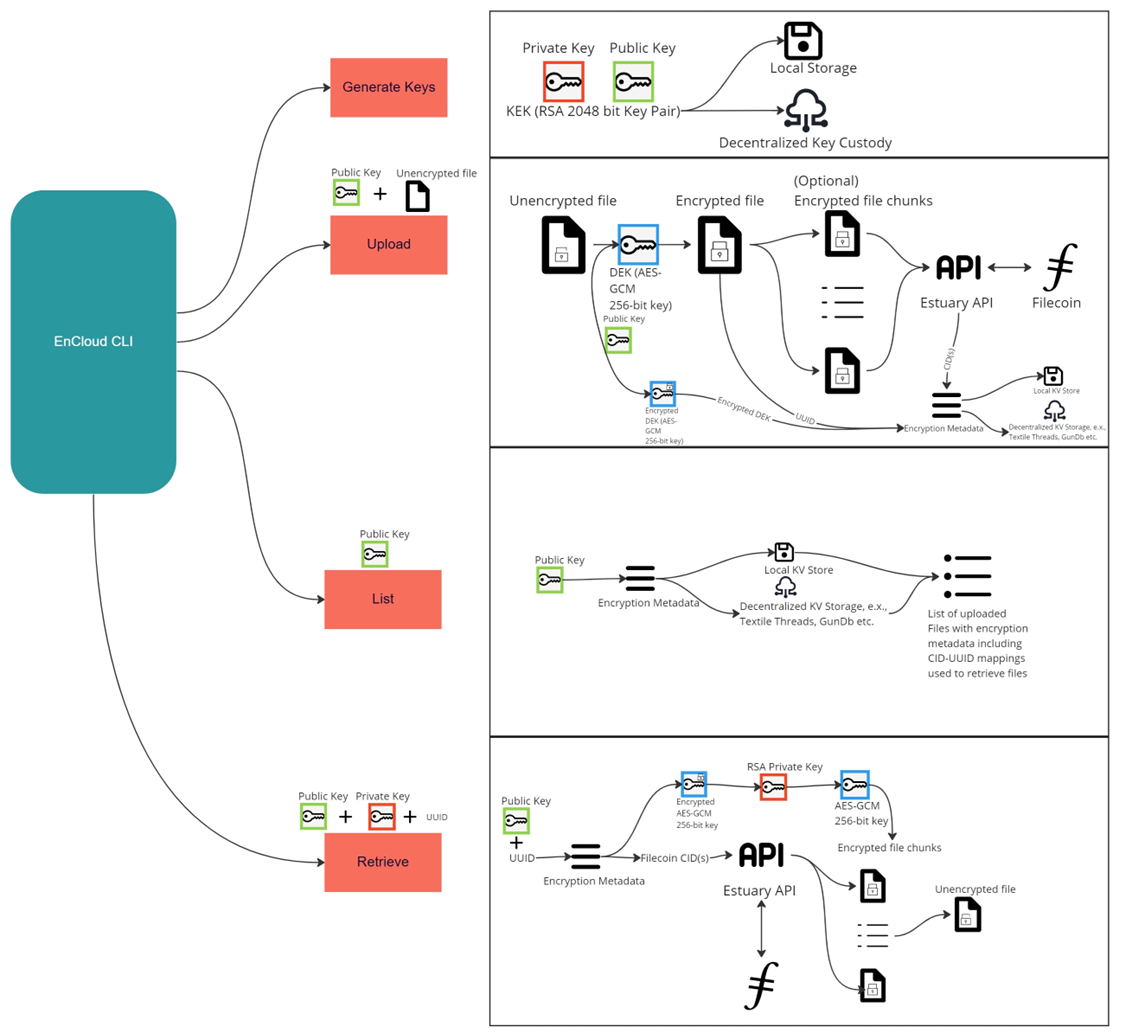 EnCloud CLI
Generate Keys
Public Key
Unencrypted file
+
Upload
Public Key
List
Public Key
Private Key
+
+
UUID
Retrieve
Private Key
Public Key
KEK (RSA 2048 bit Key Pair)
Local Storage
Decentralized Key Custody
Unencrypted file
Encrypted file
(Optional)
Encrypted file chunks
DEK (AES-
GCM
256-bit key)
Public Key
Encrypted
DEK (AES-
GCM
256-bit key)
Encrypted DEK
UUID
API
Estuary API
Filecoin
CID(s)
Encryption Metadata
Local KV Store
Decentralized KV Storage, e.x.,
Textile Threads, GunDb etc.
Public Key
Encryption Metadata
Local KV Store
Decentralized KV Storage, e.x.,
Textile Threads, GunDb etc.
List of uploaded
Files with encryption
metadata including
CID-UUID mappings
used to retrieve files
Public Key
+
UUID
Encryption Metadata
Encrypted
AES-GCM
256-bit key
RSA Private Key
AES-GCM
256-bit key
Encrypted file chunks
Filecoin CID(s)
API
Estuary API
Unencrypted file